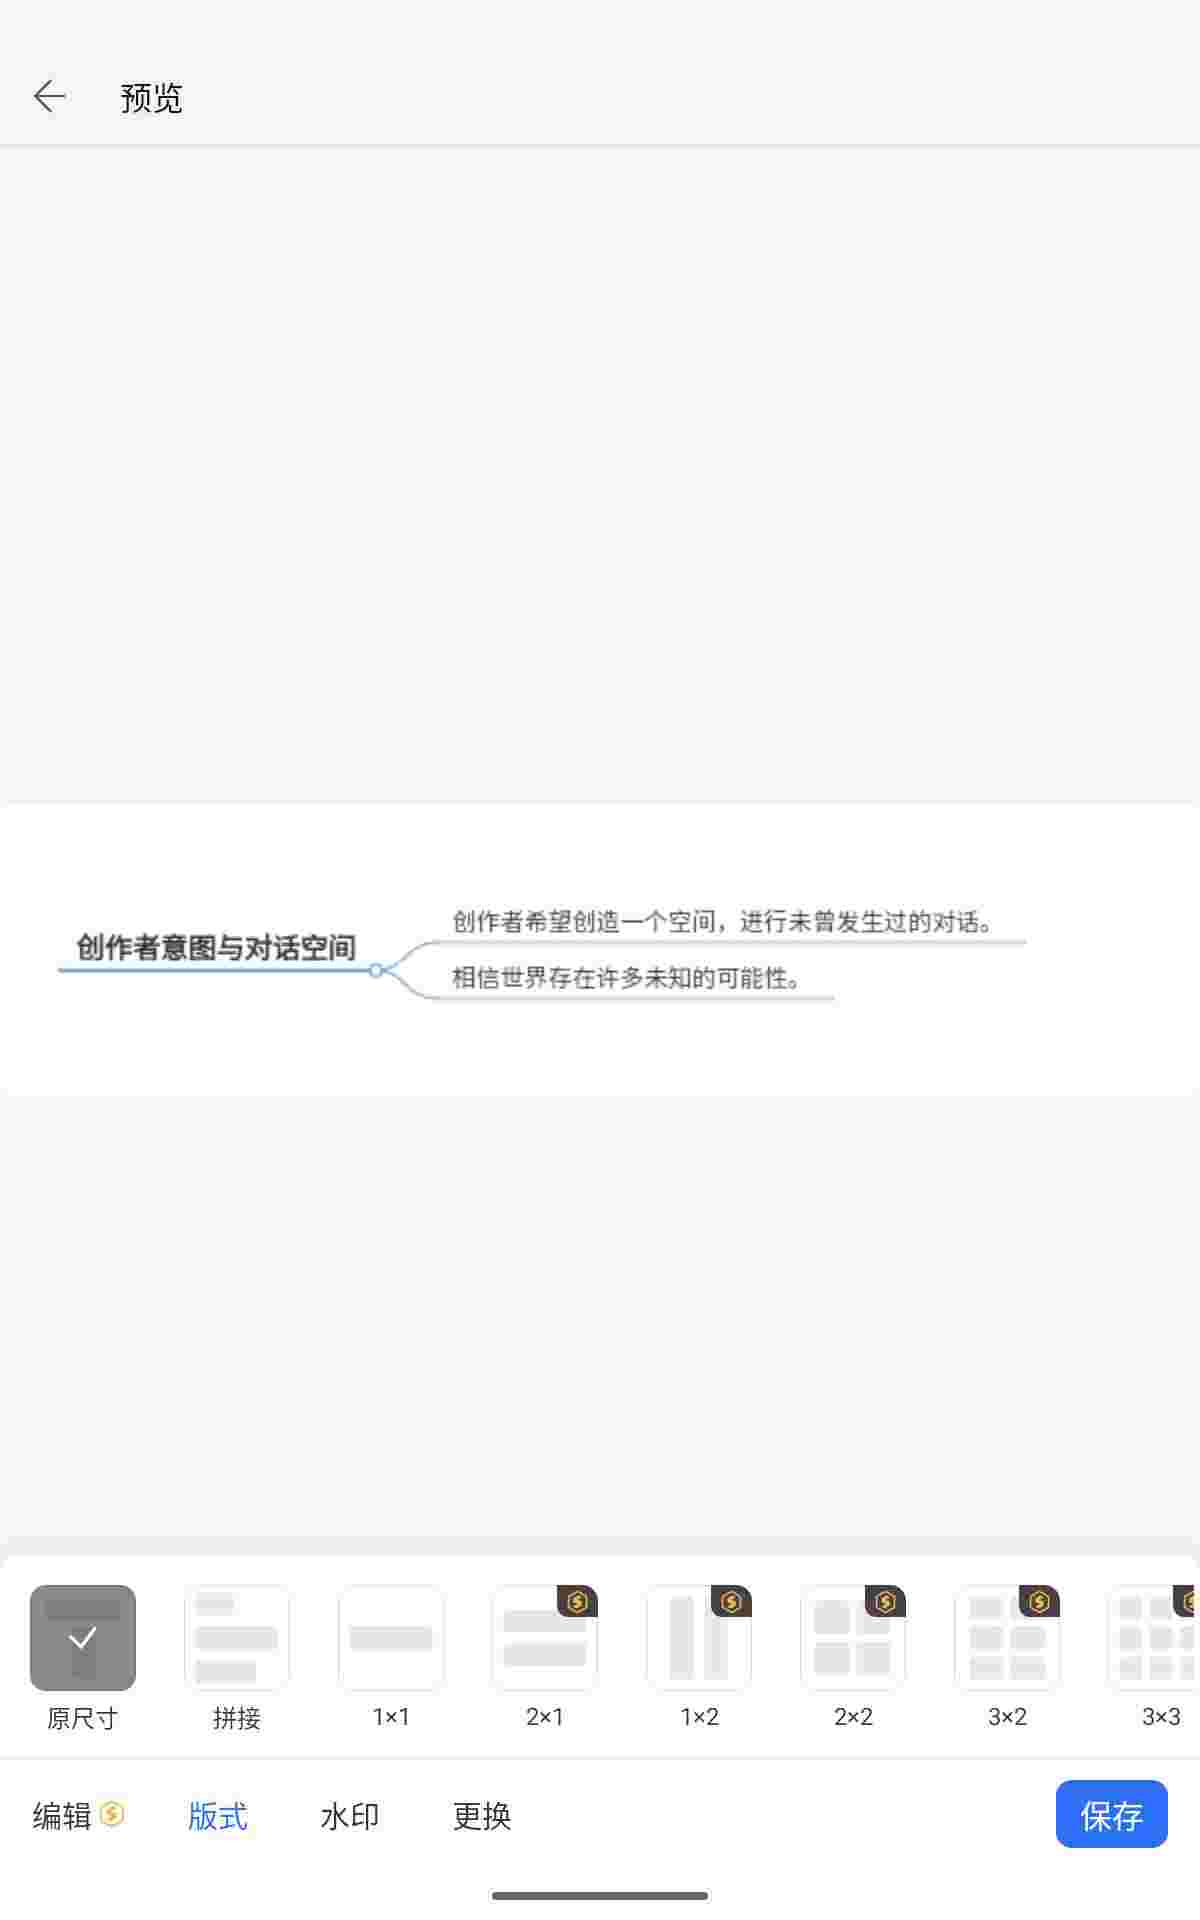 预览
创作者意图与对话空间
创作者希望创造一个空间，进行未曾发生过的对话。
相信世界存在许多未知的可能性。
原尺寸
拼接
1×1
2×1
1×2
2×2
3×2
3×3
编辑
版式
水印
更换
保存